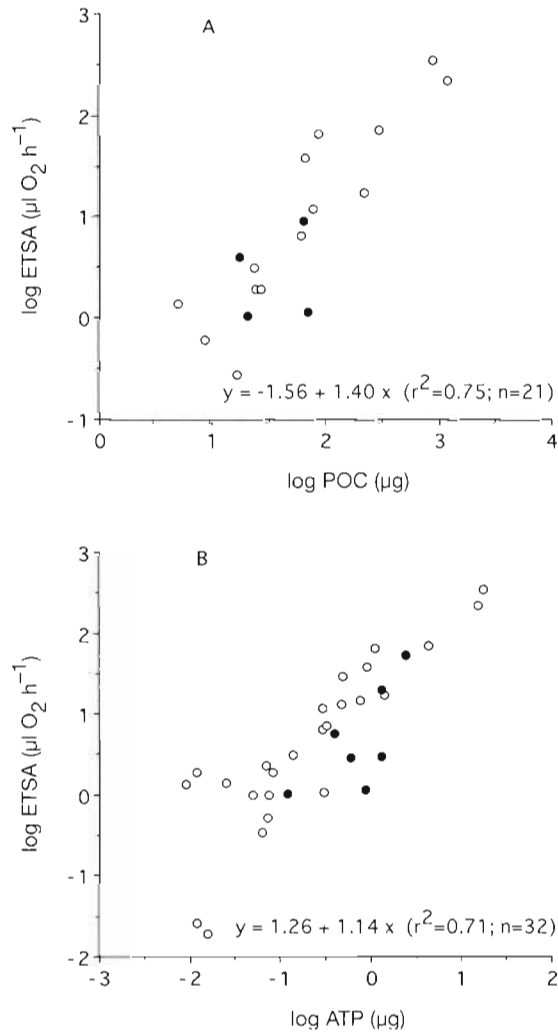 A
3
2
1
0
-1
log ETSA (µl O2 h−1)
y = -1.56 + 1.40 x (r2=0.75; n=21)
0 1 2 3 4
log POC (µg)
B
3
2
1
0
-1
-2
log ETSA (µl O2 h−1)
y = 1.26 + 1.14 x (r2=0.71; n=32)
-3 -2 -1 0 1 2
log ATP (µg)